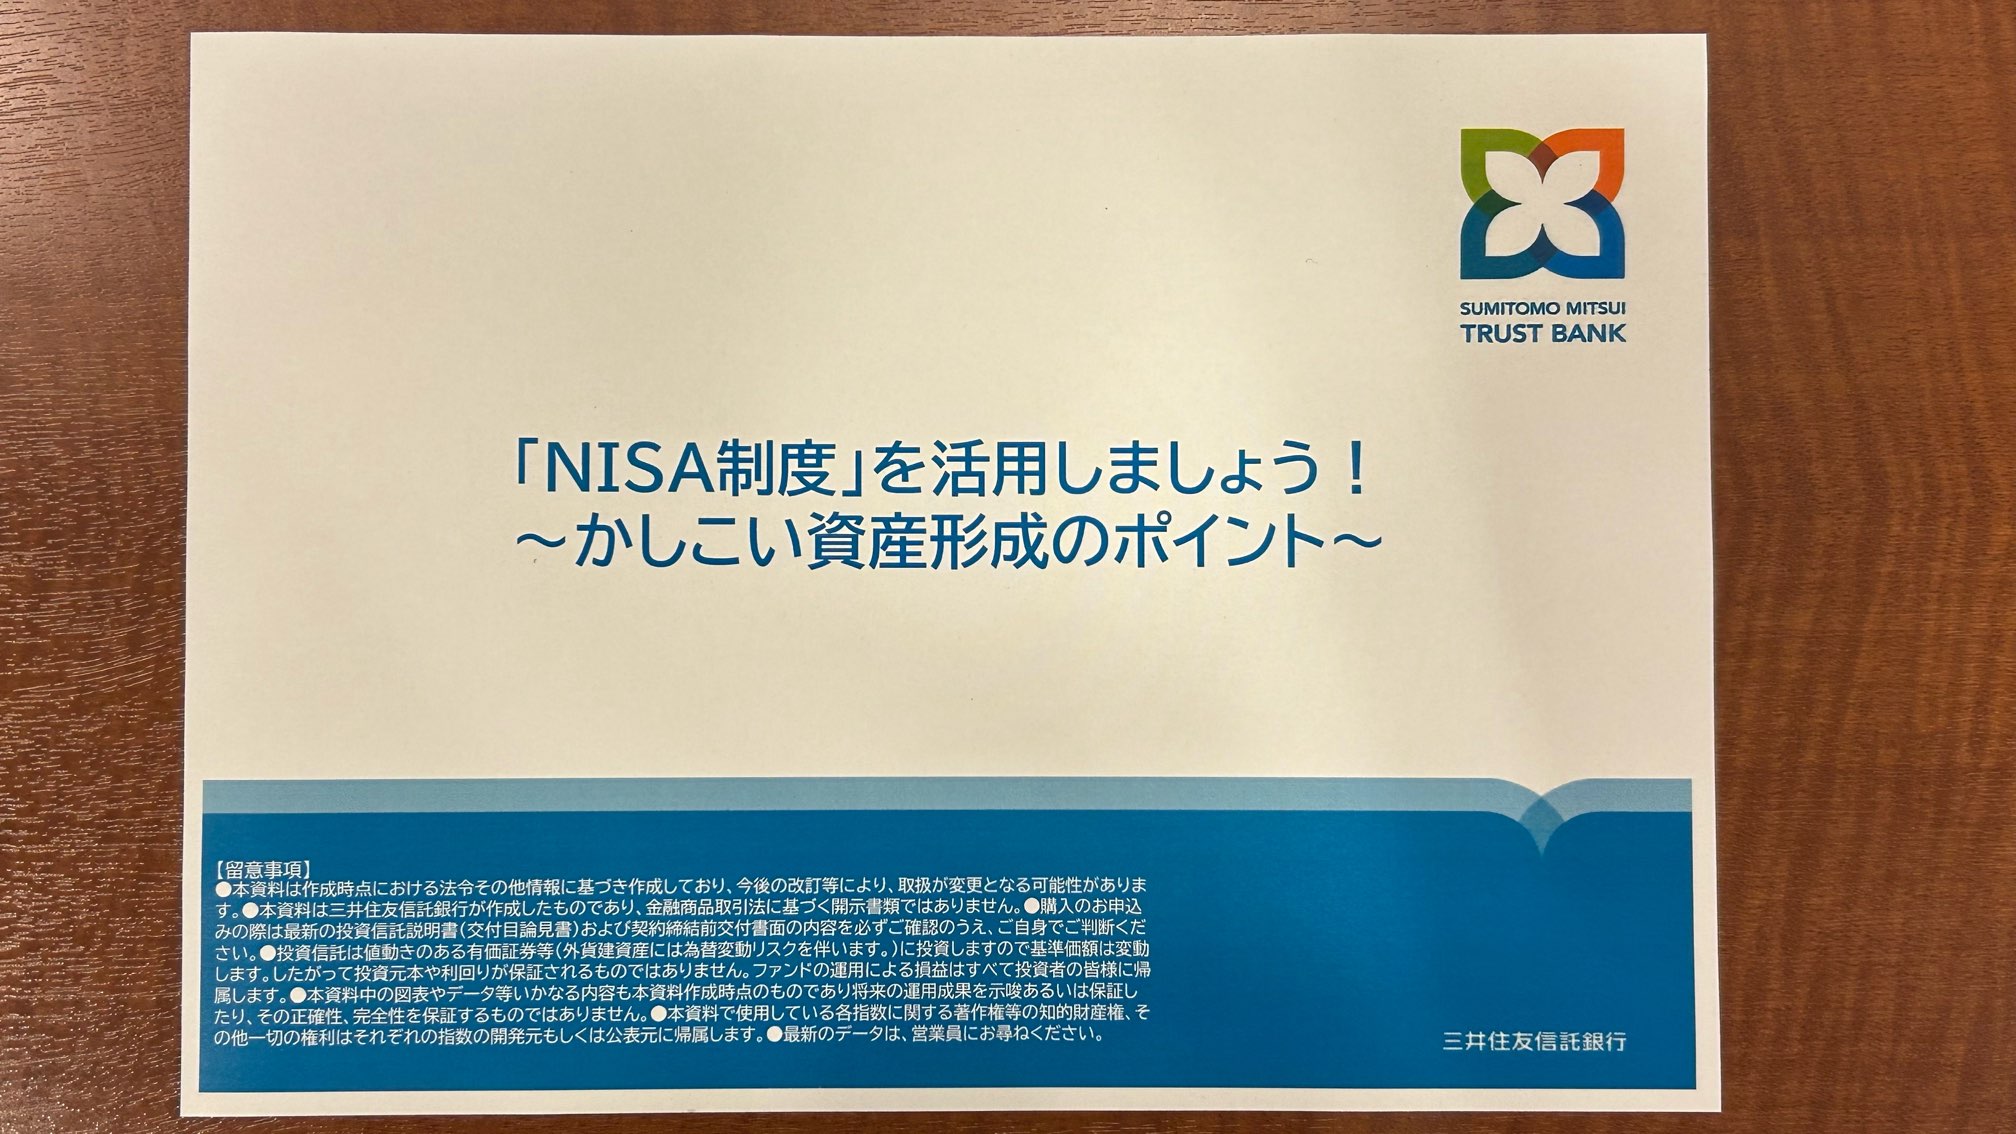 SUMITOMO MITSUI
TRUST BANK
「NISA制度」を活用しましょう！
～かしこい資産形成のポイント～
【留意事項】
●本資料は作成時点における法令その他情報に基づき作成しており、今後の改訂等により、取扱が変更となる可能性がありま
す。●本資料は三井住友信託銀行が作成したものであり、金融商品取引法に基づく開示書類ではありません。●購入のお申込
みの際は最新の投資信託説明書（交付目論見書）および契約締結前交付書面の内容を必ずご確認のうえ、ご自身でご判断くだ
さい。●投資信託は値動きのある有価証券等（外貨建資産には為替変動リスクを伴います。）に投資しますので基準価額は変動
します。したがって投資元本や利回りが保証されるものではありません。ファンドの運用による損益はすべて投資者の皆様に帰
属します。●本資料中の図表やデータ等いかなる内容も本資料作成時点のものであり将来の運用成果を示唆あるいは保証し
たり、その正確性、完全性を保証するものではありません。●本資料で使用している各指数に関する著作権等の知的財産権、そ
の他一切の権利はそれぞれの指数の開発元もしくは公表元に帰属します。●最新のデータは、営業員にお尋ねください。
三井住友信託銀行